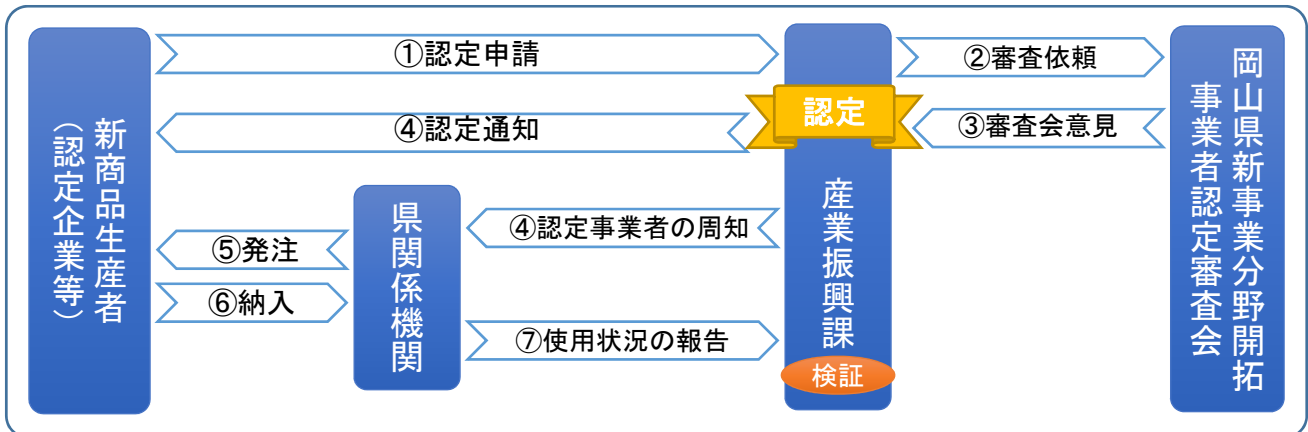 ①認定申請
②審査依頼
認定
④認定通知
③審査会意見
新商品生産者
（認定企業等）
県関係機関
④認定事業者の周知
産業振興課
岡山県新事業分野開拓
事業者認定審査会
⑤発注
⑥納入
⑦使用状況の報告
検証